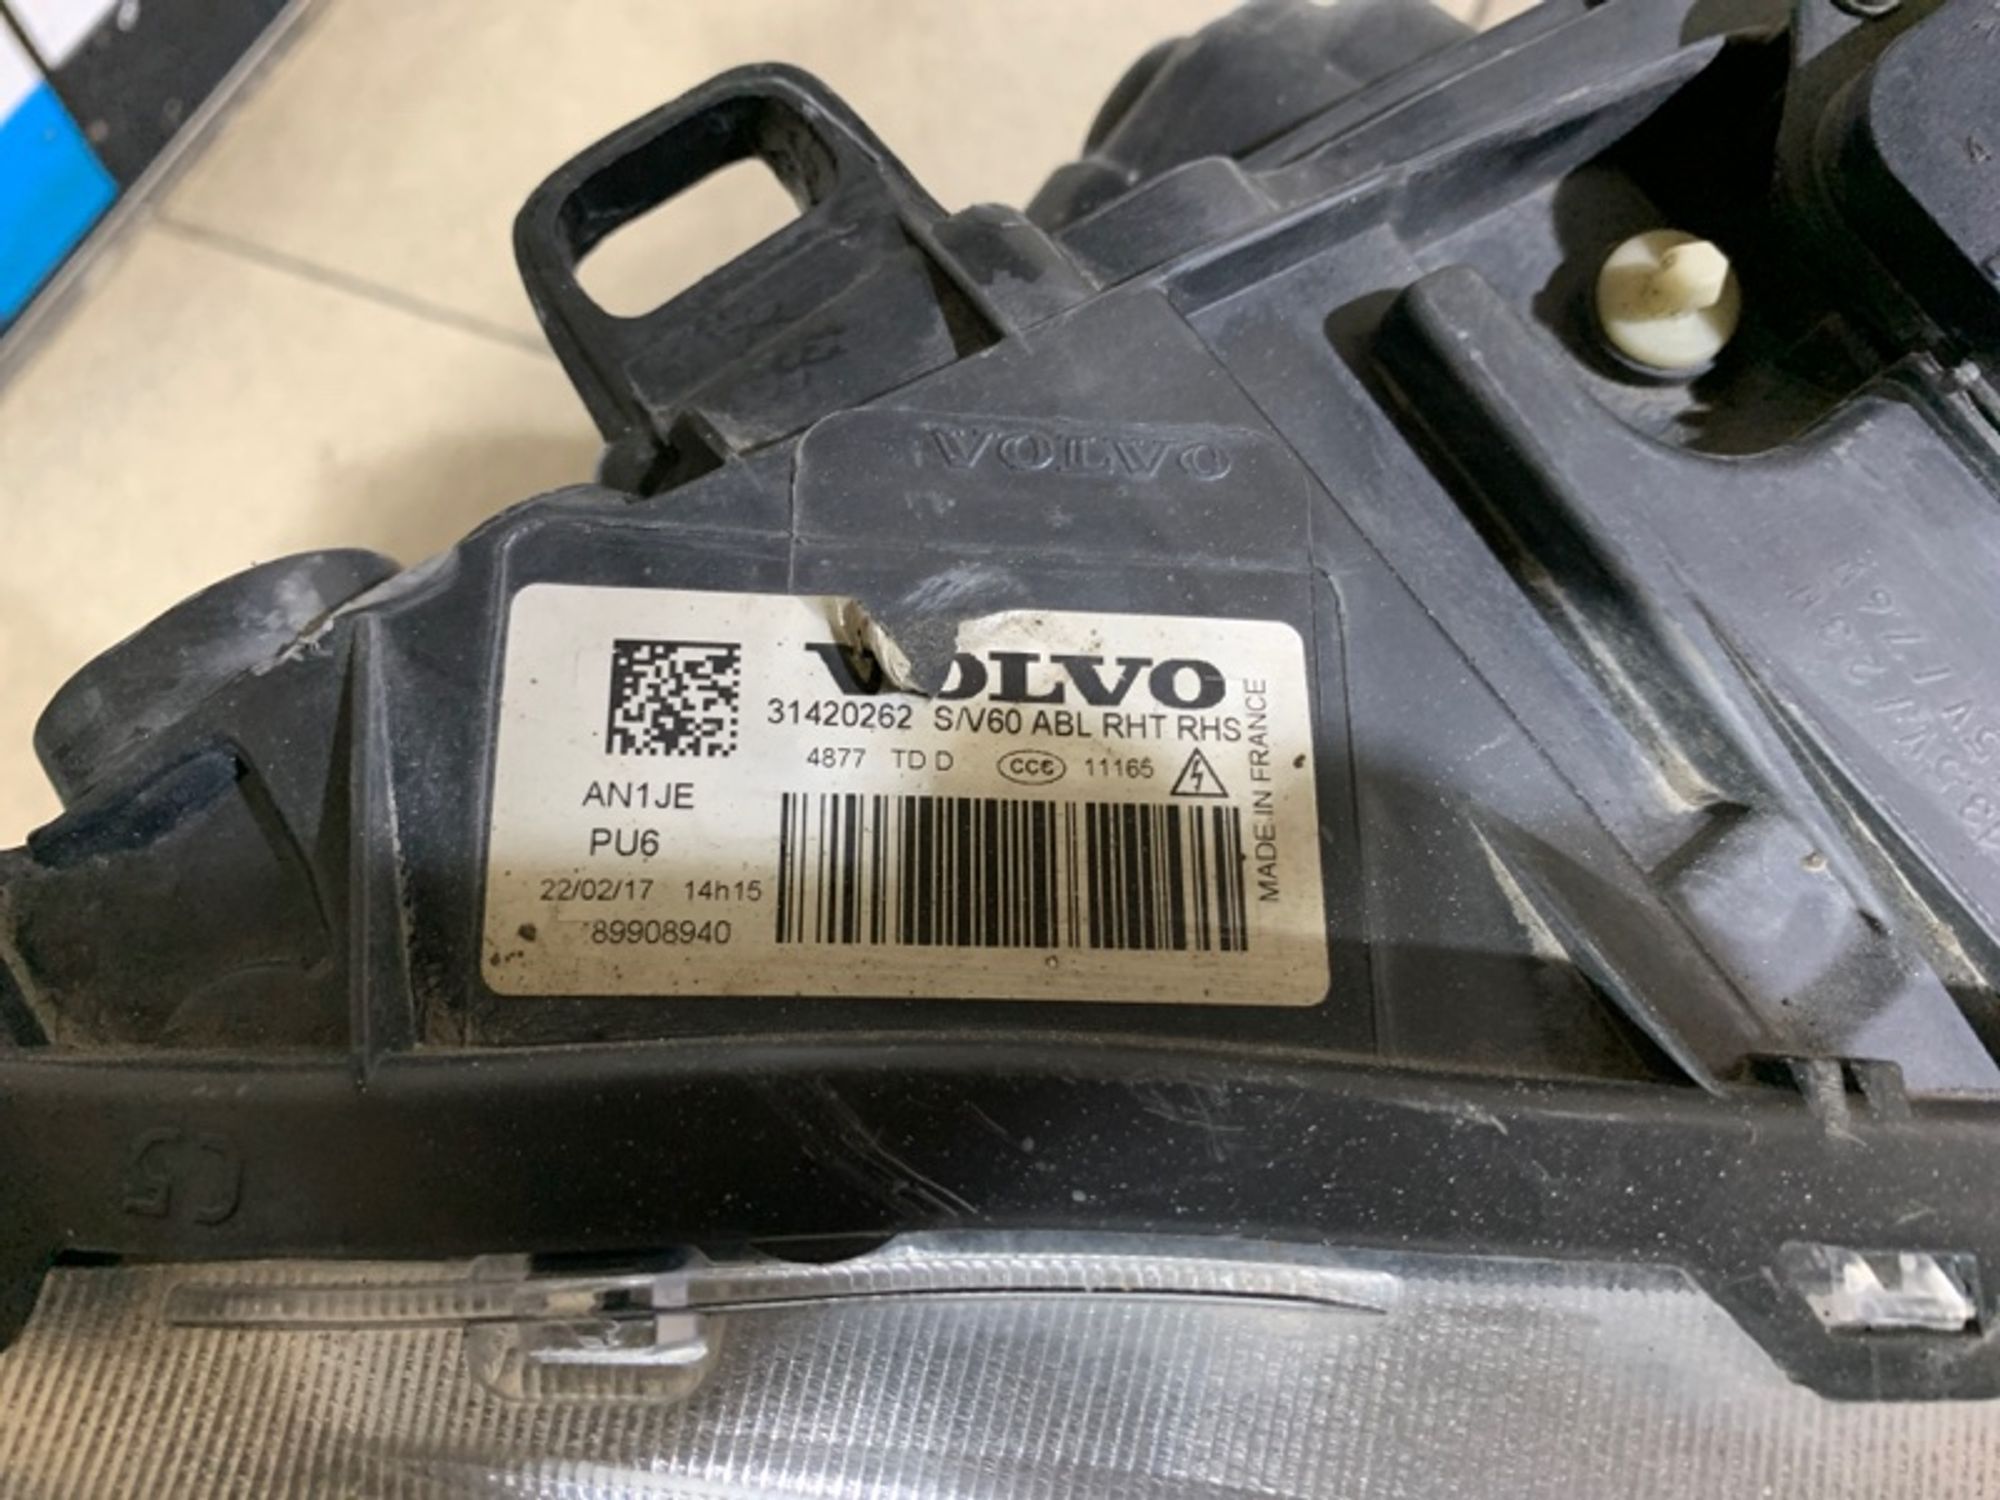 VOLVO
VOLVO
31420262 S/V60 ABL RHT RHS
4877 TD D CCC 11165
AN1JE
PU6
22/02/17 14h15
89908940
MADE IN FRANCE
C5